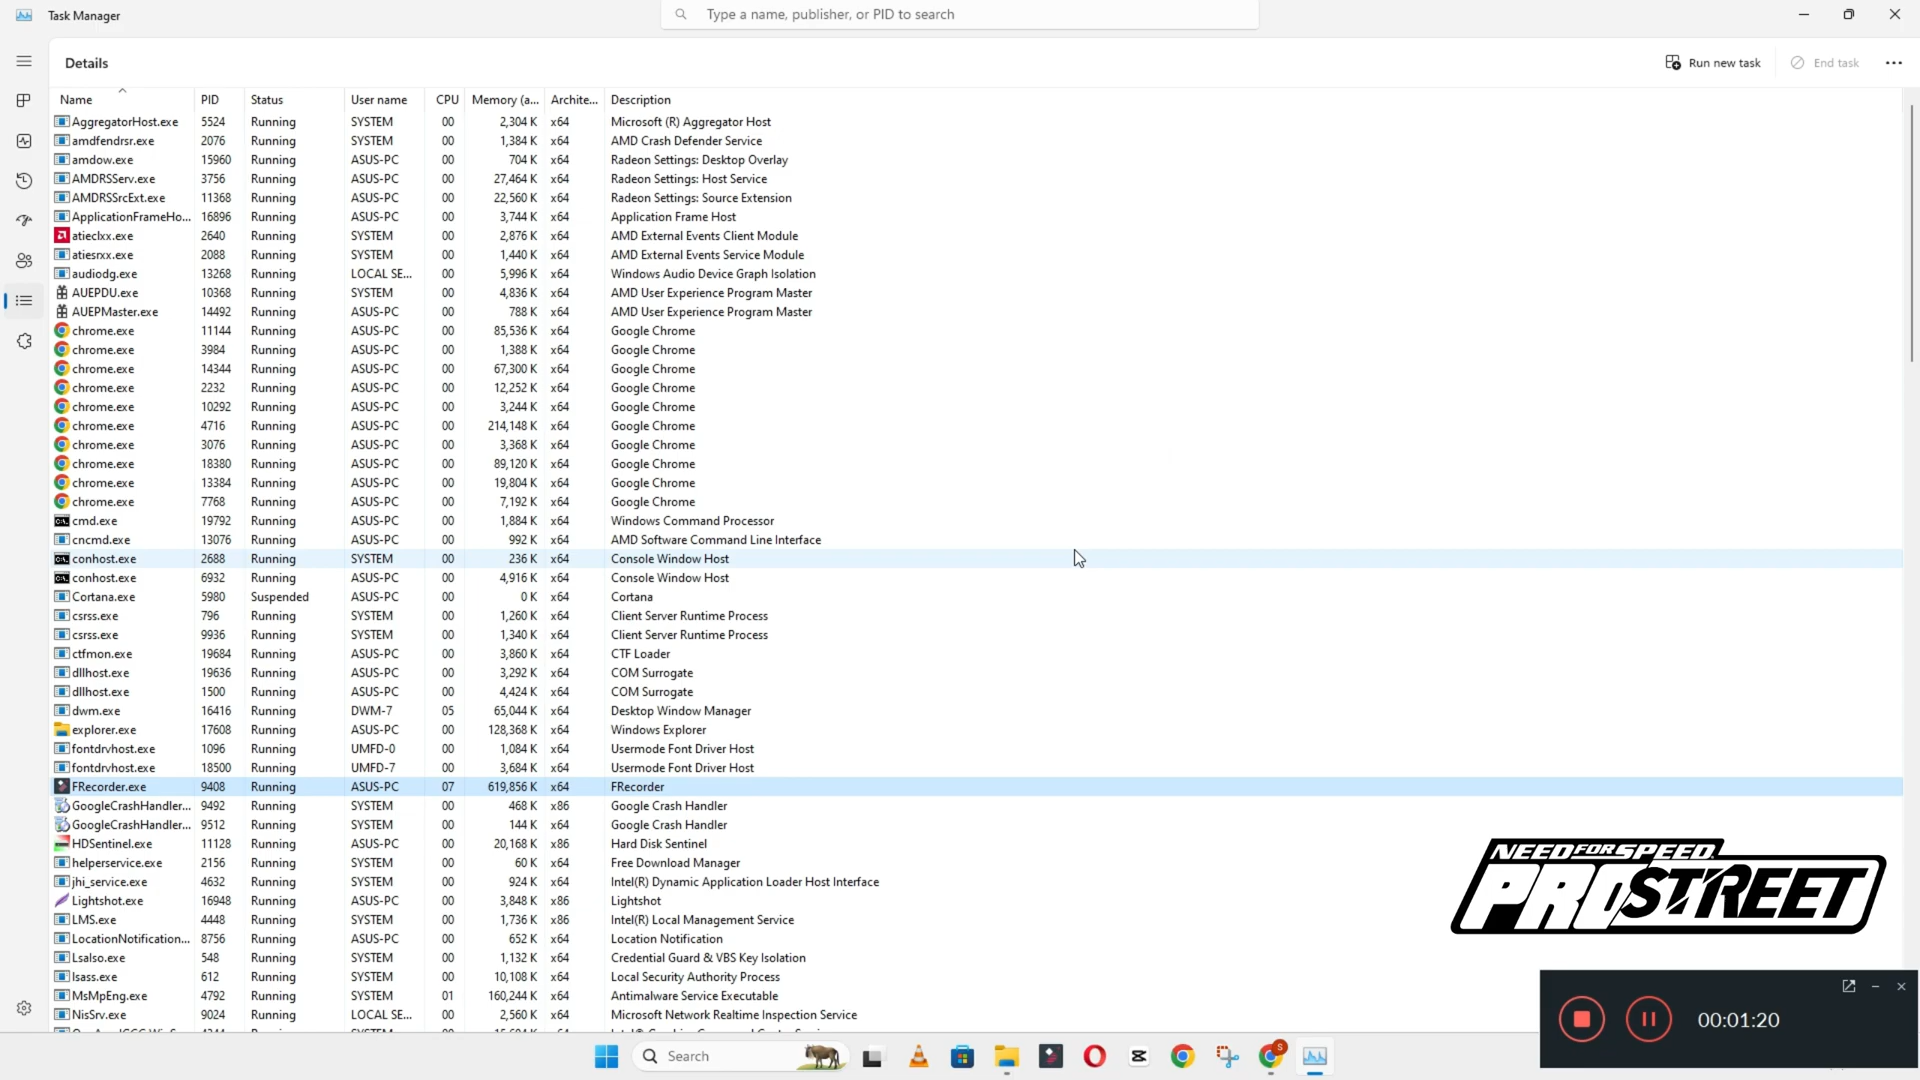 Task Manager
Type a name, publisher, or PID to search
Details
Run new task
End task
Name PID Status User name CPU Memory (a... Archite... Description
AggregatorHost.exe 5524 Running SYSTEM 00 2,304 K x64 Microsoft (R) Aggregator Host
amdfendrsr.exe 2076 Running SYSTEM 00 1,384 K x64 AMD Crash Defender Service
amdow.exe 15960 Running ASUS-PC 00 704 K x64 Radeon Settings: Desktop Overlay
AMDRSServ.exe 3756 Running ASUS-PC 00 27,464 K x64 Radeon Settings: Host Service
AMDRSSrcExt.exe 11368 Running ASUS-PC 00 22,560 K x64 Radeon Settings: Source Extension
ApplicationFrameHo... 16896 Running ASUS-PC 00 3,744 K x64 Application Frame Host
atieclxx.exe 2640 Running SYSTEM 00 2,876 K x64 AMD External Events Client Module
atiesrxx.exe 2088 Running SYSTEM 00 1,440 K x64 AMD External Events Service Module
audiodg.exe 13268 Running LOCAL SE... 00 5,996 K x64 Windows Audio Device Graph Isolation
AUEPDU.exe 10368 Running SYSTEM 00 4,836 K x64 AMD User Experience Program Master
AUEPMaster.exe 14492 Running ASUS-PC 00 788 K x64 AMD User Experience Program Master
chrome.exe 11144 Running ASUS-PC 00 85,536 K x64 Google Chrome
chrome.exe 3984 Running ASUS-PC 00 1,388 K x64 Google Chrome
chrome.exe 14344 Running ASUS-PC 00 67,300 K x64 Google Chrome
chrome.exe 2232 Running ASUS-PC 00 12,252 K x64 Google Chrome
chrome.exe 10292 Running ASUS-PC 00 3,244 K x64 Google Chrome
chrome.exe 4716 Running ASUS-PC 00 214,148 K x64 Google Chrome
chrome.exe 3076 Running ASUS-PC 00 3,368 K x64 Google Chrome
chrome.exe 18380 Running ASUS-PC 00 89,120 K x64 Google Chrome
chrome.exe 13384 Running ASUS-PC 00 19,804 K x64 Google Chrome
chrome.exe 7768 Running ASUS-PC 00 7,192 K x64 Google Chrome
cmd.exe 19792 Running ASUS-PC 00 1,884 K x64 Windows Command Processor
cncmd.exe 13076 Running ASUS-PC 00 992 K x64 AMD Software Command Line Interface
conhost.exe 2688 Running SYSTEM 00 236 K x64 Console Window Host
conhost.exe 6932 Running ASUS-PC 00 4,916 K x64 Console Window Host
Cortana.exe 5980 Suspended ASUS-PC 00 0 K x64 Cortana
csrss.exe 796 Running SYSTEM 00 1,260 K x64 Client Server Runtime Process
csrss.exe 9936 Running SYSTEM 00 1,340 K x64 Client Server Runtime Process
ctfmon.exe 19684 Running ASUS-PC 00 3,860 K x64 CTF Loader
dllhost.exe 19636 Running ASUS-PC 00 3,292 K x64 COM Surrogate
dllhost.exe 1500 Running ASUS-PC 00 4,424 K x64 COM Surrogate
dwm.exe 16416 Running DWM-7 05 65,044 K x64 Desktop Window Manager
explorer.exe 17608 Running ASUS-PC 00 128,368 K x64 Windows Explorer
fontdrvhost.exe 1096 Running UMFD-0 00 1,084 K x64 Usermode Font Driver Host
fontdrvhost.exe 18500 Running UMFD-7 00 3,684 K x64 Usermode Font Driver Host
FRecorder.exe 9408 Running ASUS-PC 07 619,856 K x64 FRecorder
GoogleCrashHandler... 9492 Running SYSTEM 00 468 K x86 Google Crash Handler
GoogleCrashHandler... 9512 Running SYSTEM 00 144 K x64 Google Crash Handler
HDSentinel.exe 11128 Running ASUS-PC 00 20,168 K x86 Hard Disk Sentinel
helperservice.exe 2156 Running SYSTEM 00 60 K x64 Free Download Manager
jhi_service.exe 4632 Running SYSTEM 00 924 K x64 Intel(R) Dynamic Application Loader Host Interface
Lightshot.exe 16948 Running ASUS-PC 00 3,848 K x86 Lightshot
LMS.exe 4448 Running SYSTEM 00 1,736 K x86 Intel(R) Local Management Service
LocationNotification... 8756 Running ASUS-PC 00 652 K x64 Location Notification
Lsalso.exe 548 Running SYSTEM 00 1,132 K x64 Credential Guard & VBS Key Isolation
lsass.exe 612 Running SYSTEM 00 10,108 K x64 Local Security Authority Process
MsMpEng.exe 4792 Running SYSTEM 01 160,244 K x64 Antimalware Service Executable
NisSrv.exe 9024 Running LOCAL SE... 00 2,560 K x64 Microsoft Network Realtime Inspection Service
NEED FOR SPEED
PROSTREET
00:01:20
Search
S